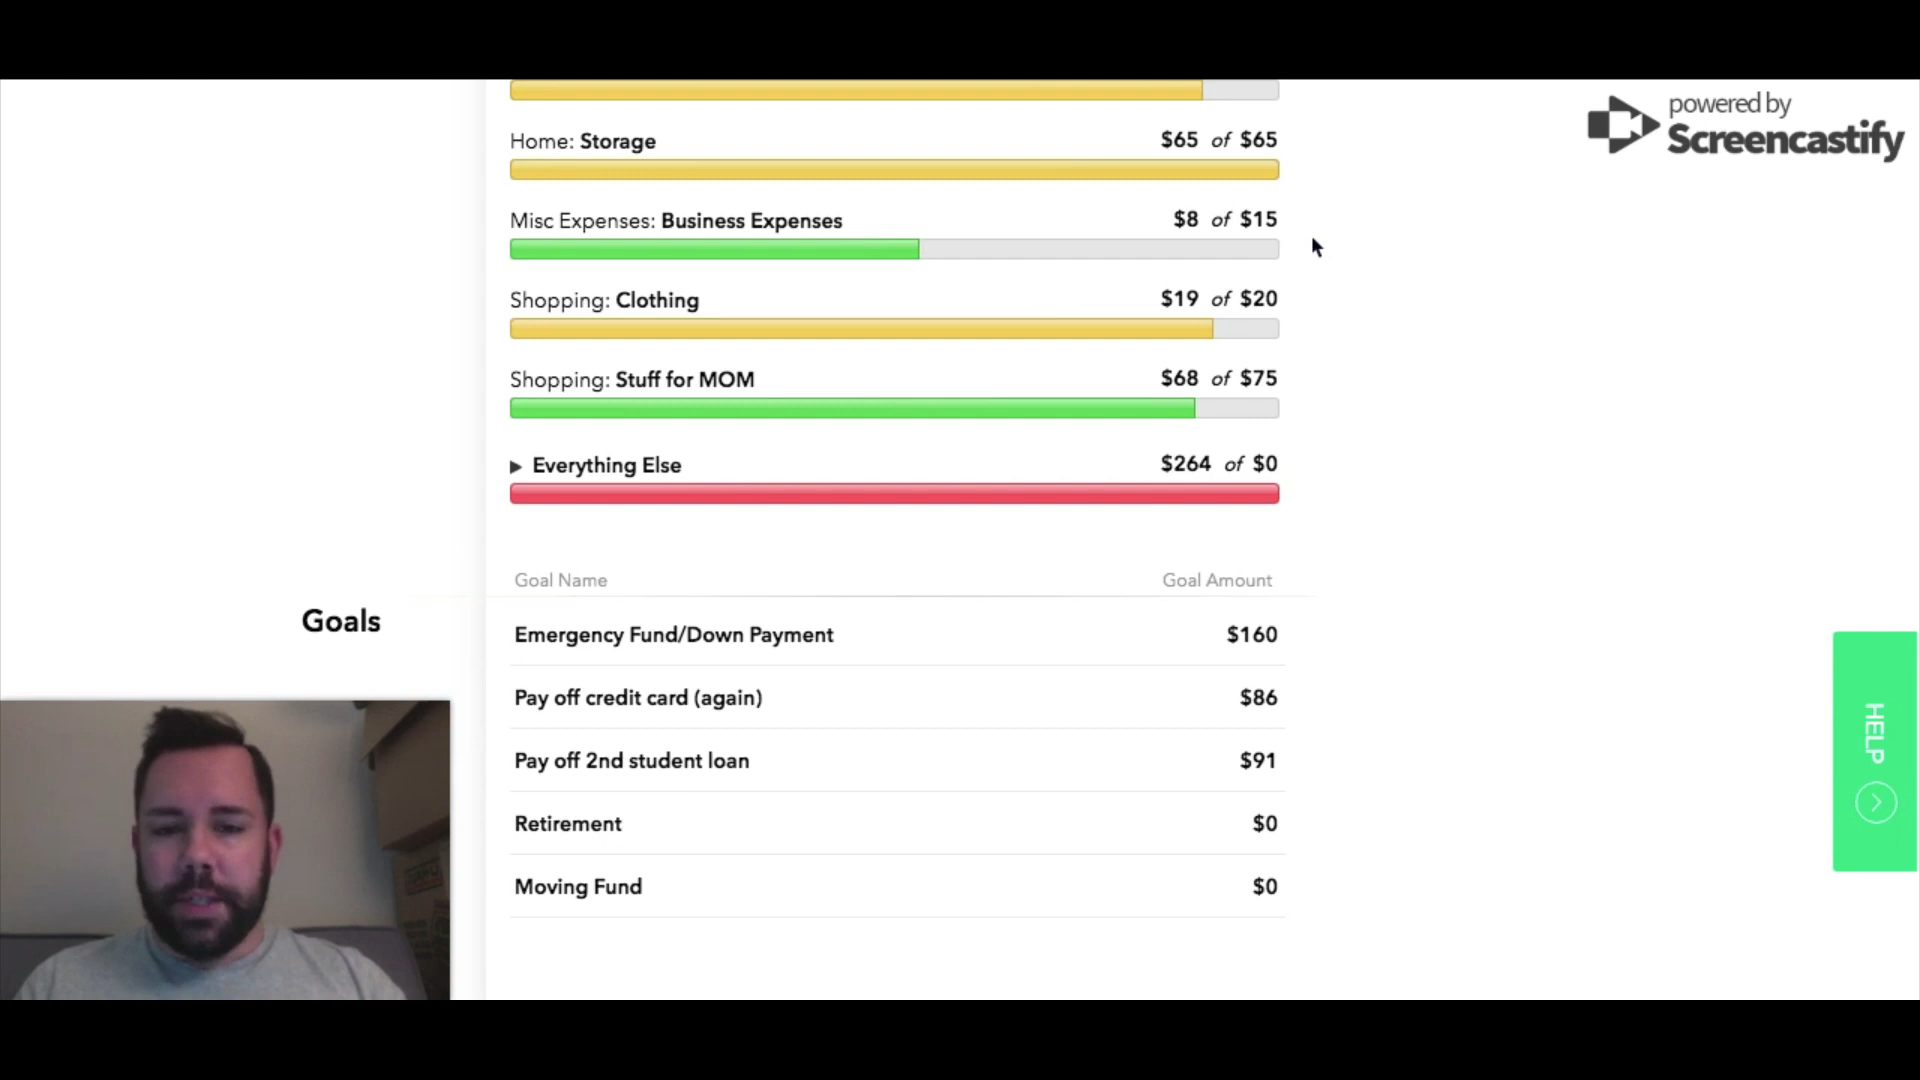 powered by
Screencastify
Home: Storage $65 of $65
Misc Expenses: Business Expenses $8 of $15
Shopping: Clothing $19 of $20
Shopping: Stuff for MOM $68 of $75
Everything Else $264 of $0
Goal Name Goal Amount
Goals
Emergency Fund/Down Payment $160
Pay off credit card (again) $86
Pay off 2nd student loan $91
Retirement $0
Moving Fund $0
HELP